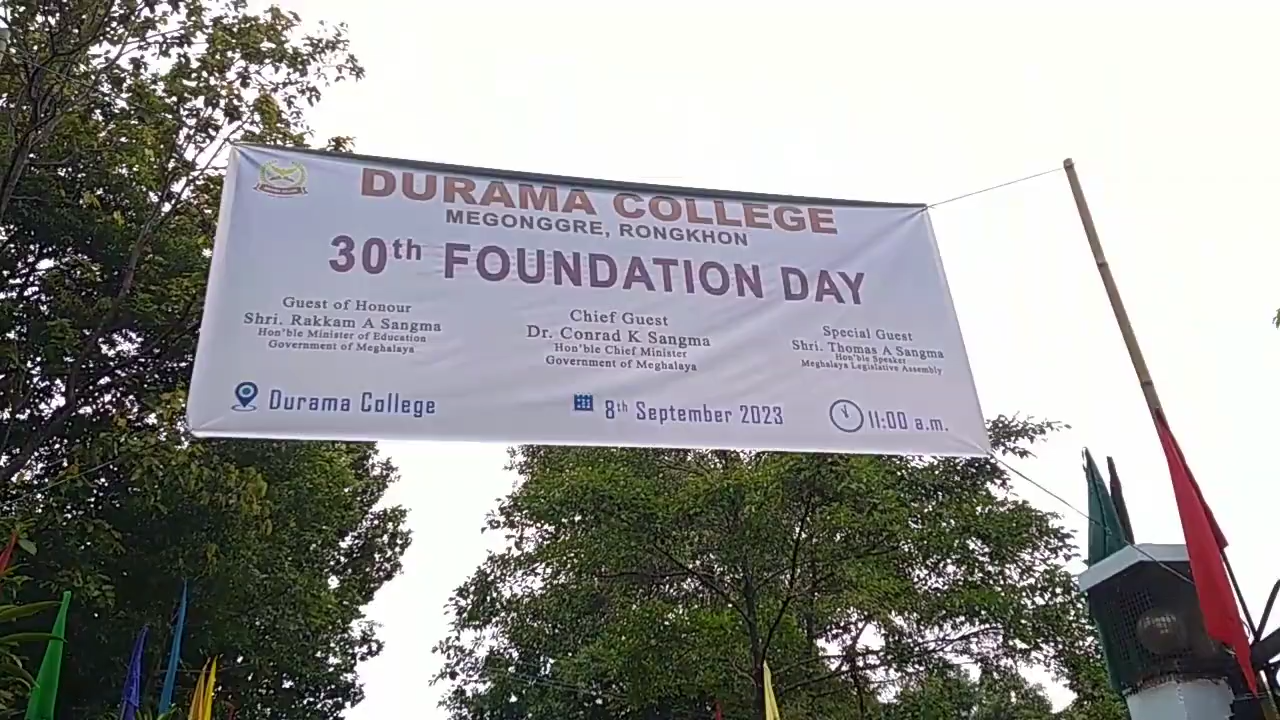 DURAMA COLLEGE
MEGONGGRE, RONGKHON
30th FOUNDATION DAY
Guest of Honour
Shri. Rakkam A Sangma
Hon'ble Minister of Education
Government of Meghalaya
Chief Guest
Dr. Conrad K Sangma
Hon'ble Chief Minister
Government of Meghalaya
Special Guest
Shri. Thomas A Sangma
Hon'ble Speaker
Meghalaya Legislative Assembly
Durama College
8th September 2023
11:00 a.m.